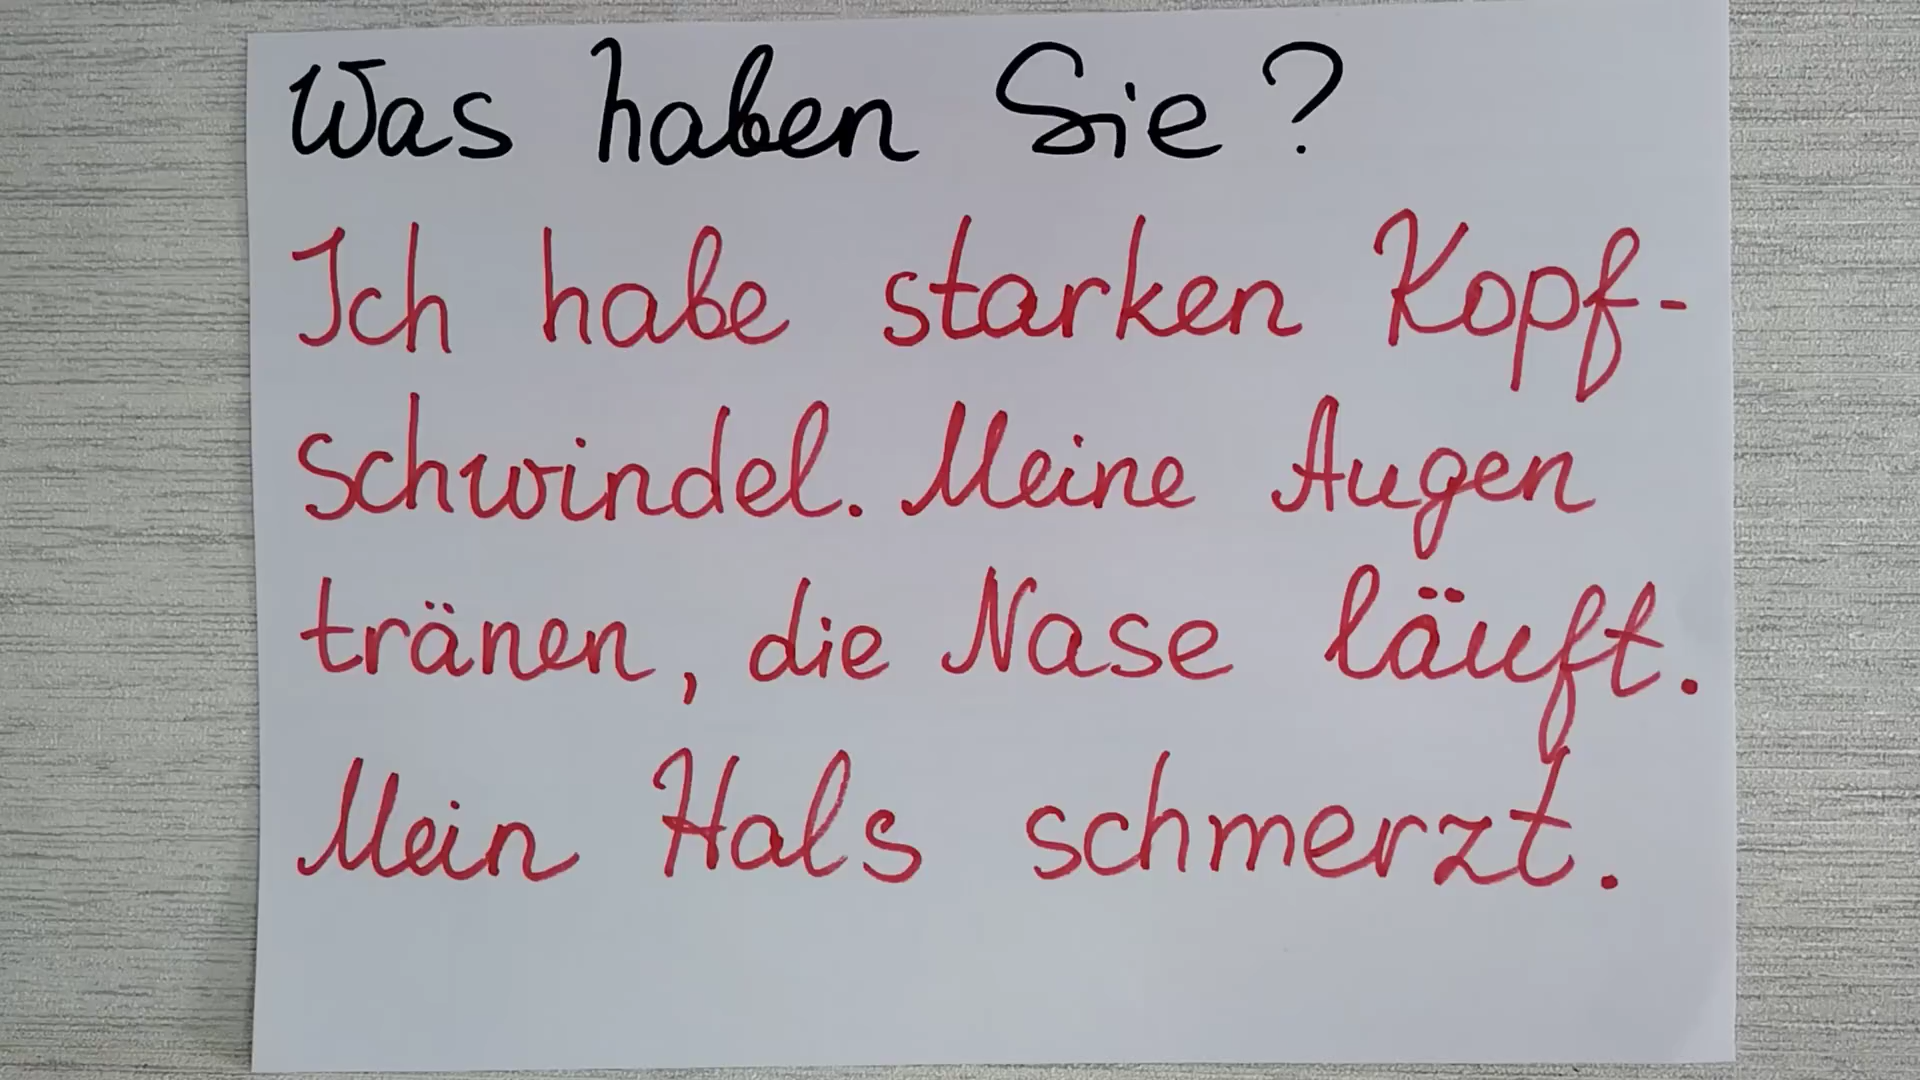 Was haben Sie?
Ich habe starken Kopf-
schwindel. Meine Augen
tränen, die Nase läuft.
Mein Hals schmerzt.